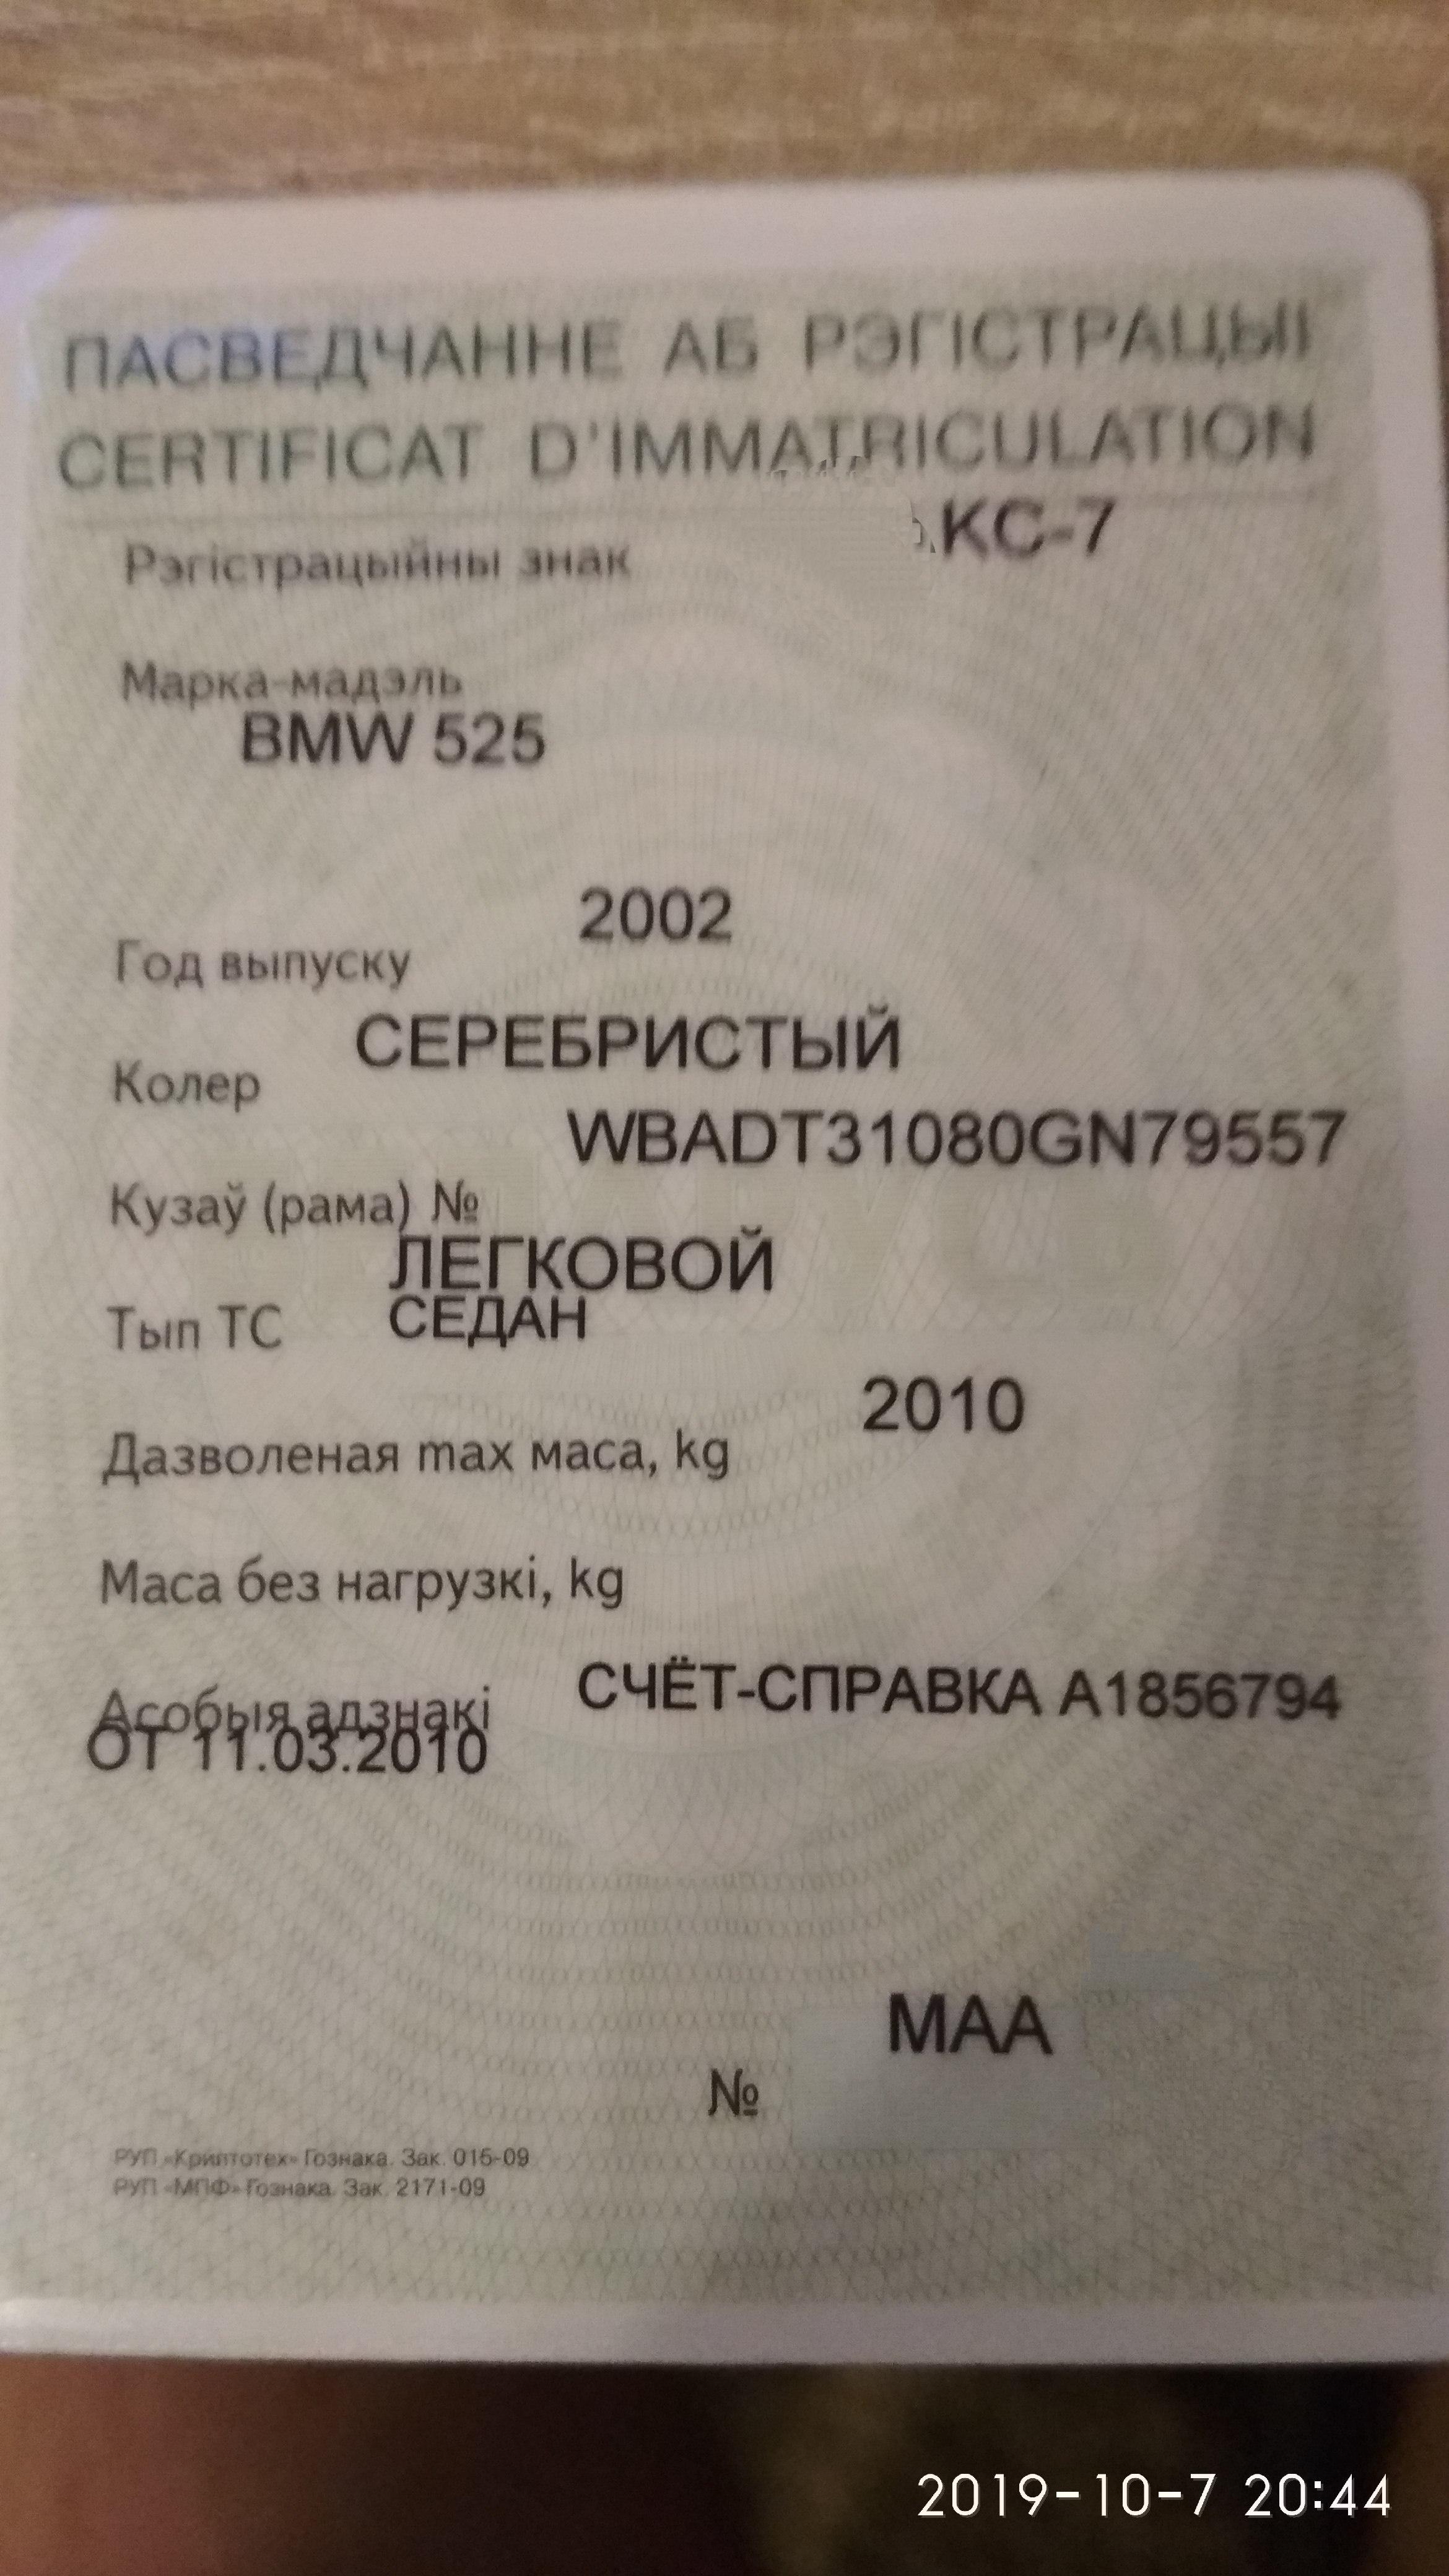 ПАСВЕДЧАННЕ АБ РЭГІСТРАЦЫІ
CERTIFICAT D'IMMATRICULATION
Рэгістрацыйны знак КС-7
Марка-мадэль
BMW 525
Год выпуску 2002
Колер СЕРЕБРИСТЫЙ
Кузаў (рама) № WBADT31080GN79557
ЛЕГКОВОЙ
Тып ТС СЕДАН
Дазволеная max маса, kg 2010
Маса без нагрузкі, kg
Асобыя адзнакі СЧЁТ-СПРАВКА А1856794
ОТ 11.03.2010
МАА
№
РУП «Криптотех» Гознака. Зак. 015-09
РУП «МПФ» Гознака. Зак. 2171-09
2019-10-7 20:44